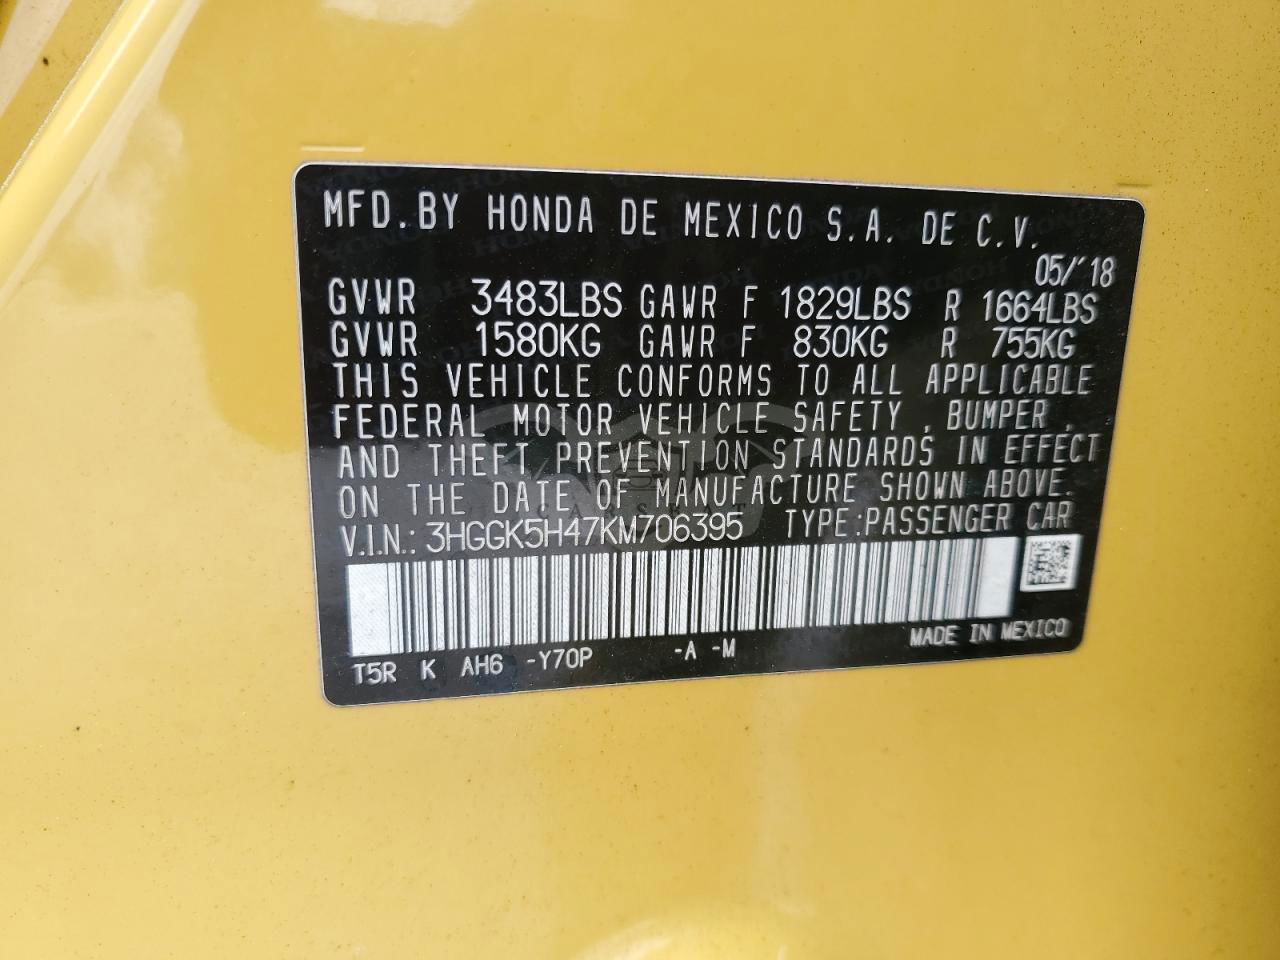 MFD.BY HONDA DE MEXICO S.A. DE C.V.
05/'18
GVWR 3483LBS GAWR F 1829LBS R 1664LBS
GVWR 1580KG GAWR F 830KG R 755KG
THIS VEHICLE CONFORMS TO ALL APPLICABLE
FEDERAL MOTOR VEHICLE SAFETY , BUMPER ,
AND THEFT PREVENTION STANDARDS IN EFFECT
ON THE DATE OF MANUFACTURE SHOWN ABOVE.
V.I.N.: 3HGGK5H47KM706395 TYPE:PASSENGER CAR
MADE IN MEXICO
T5R K AH6 -Y70P -A -M